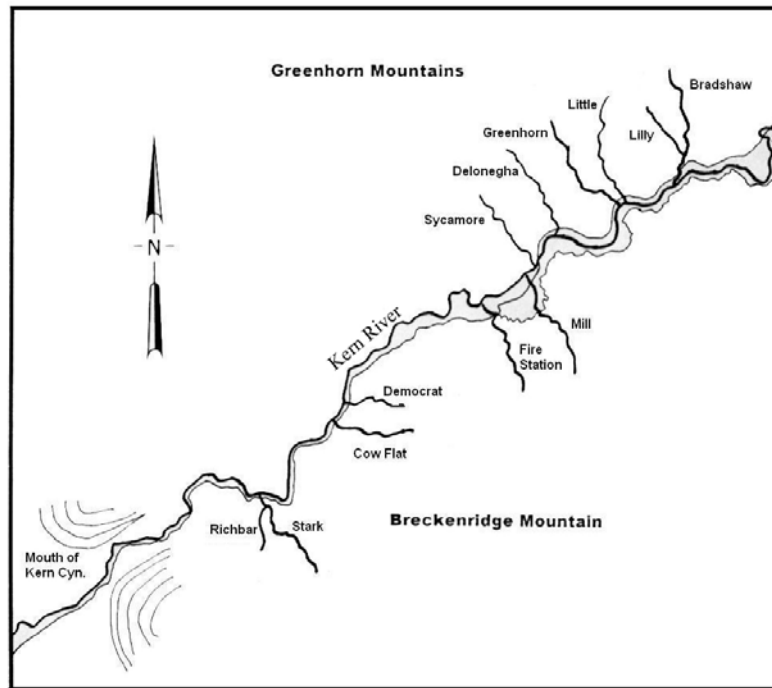 Greenhorn Mountains
Bradshaw
Little
Greenhorn
Lilly
Delonegha
Sycamore
N
Kern River
Mill
Fire
Station
Democrat
Cow Flat
Breckenridge Mountain
Richbar
Stark
Mouth of
Kern Cyn.